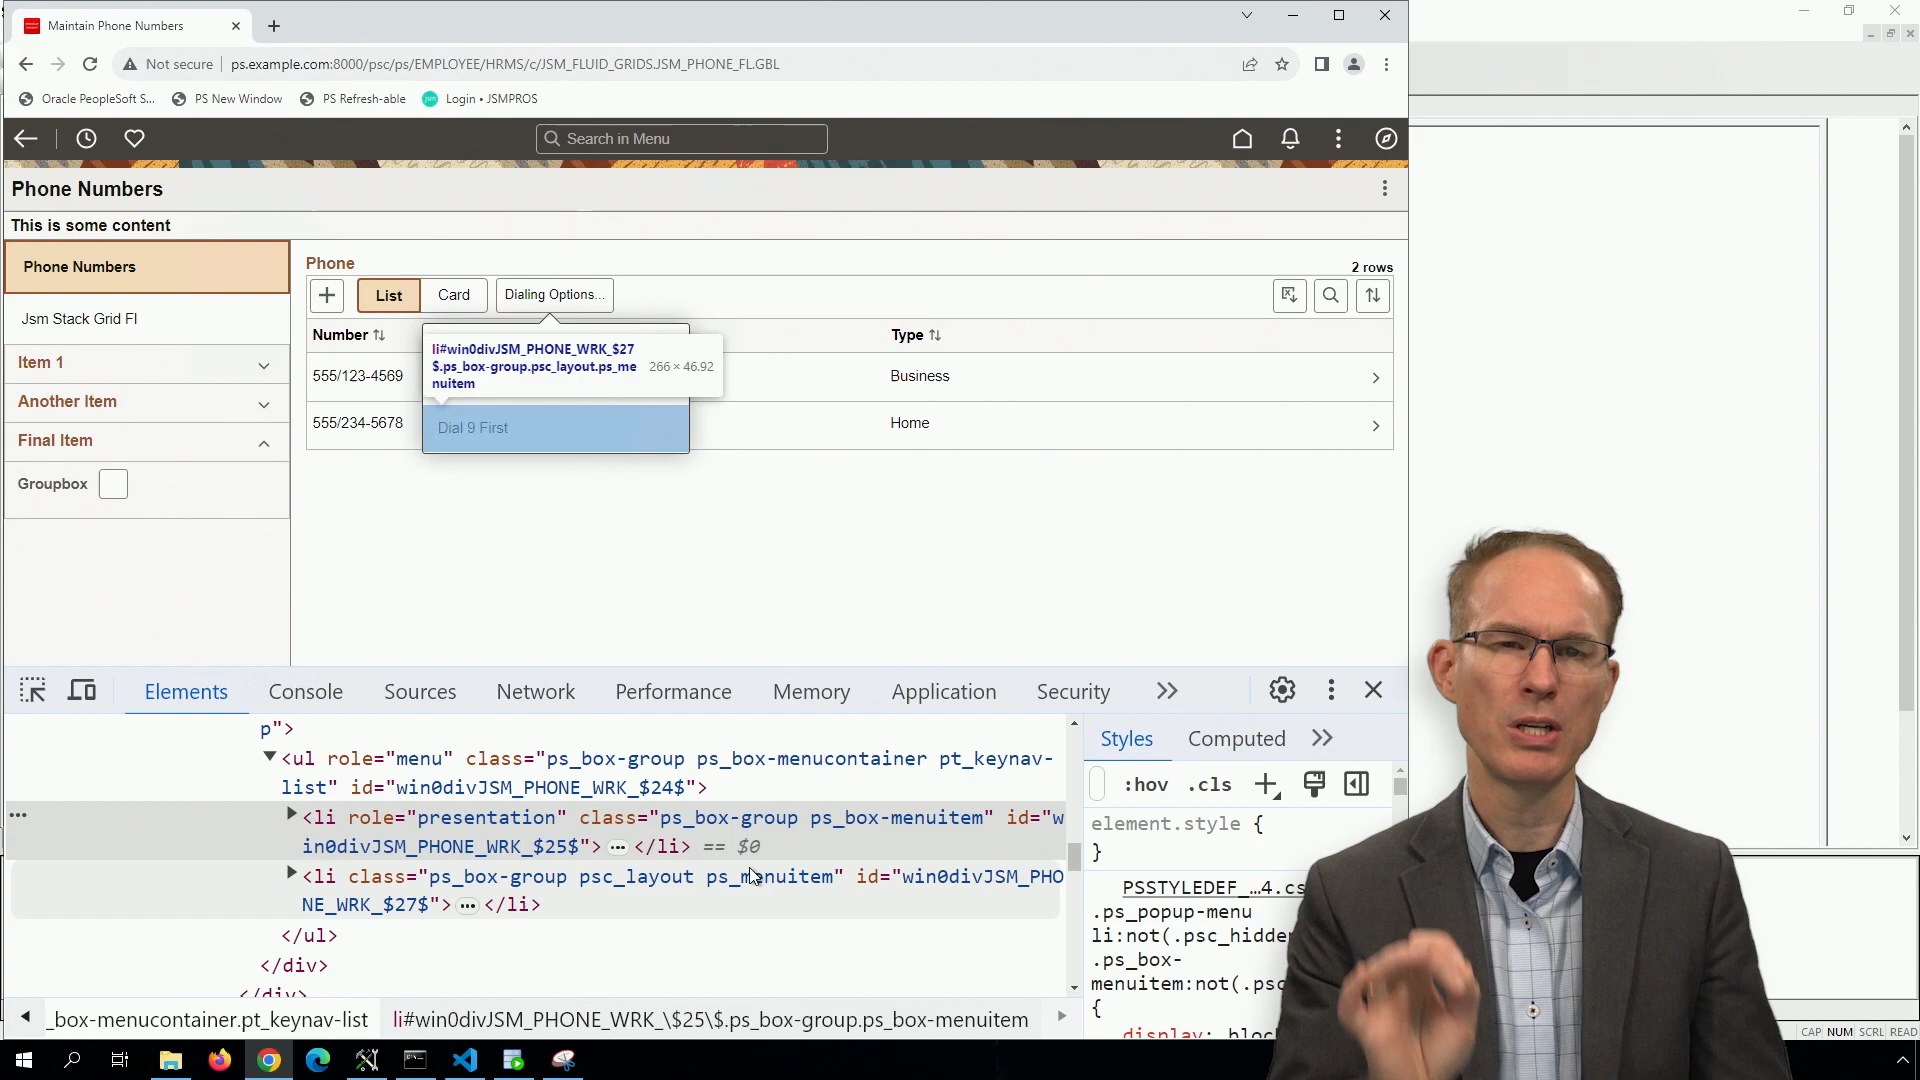 Maintain Phone Numbers
Not secure
ps.example.com:8000/psc/ps/EMPLOYEE/HRMS/c/JSM_FLUID_GRIDS.JSM_PHONE_FL.GBL
Oracle PeopleSoft S...
PS New Window
PS Refresh-able
jsm
Login • JSMPROS
Search in Menu
Phone Numbers
This is some content
Phone Numbers
Jsm Stack Grid Fl
Item 1
Another Item
Final Item
Groupbox
Phone
2 rows
List
Card
Dialing Options...
Number
Type
li#win0divJSM_PHONE_WRK_$27
$.ps_box-group.psc_layout.ps_me
nuitem
266 × 46.92
555/123-4569
Business
Dial 9 First
555/234-5678
Home
Elements
Console
Sources
Network
Performance
Memory
Application
Security
p">
<ul role="menu" class="ps_box-group ps_box-menucontainer pt_keynav-
list" id="win0divJSM_PHONE_WRK_$24$">
<li role="presentation" class="ps_box-group ps_box-menuitem" id="w
in0divJSM_PHONE_WRK_$25$"> … </li> == $0
<li class="ps_box-group psc_layout ps_menuitem" id="win0divJSM_PHO
NE_WRK_$27$"> … </li>
</ul>
</div>
</div>
_box-menucontainer.pt_keynav-list
li#win0divJSM_PHONE_WRK_\$25\$.ps_box-group.ps_box-menuitem
Styles
Computed
:hov
.cls
element.style {
}
PSSTYLEDEF_…4.cs
.ps_popup-menu
li:not(.psc_hidde
.ps_box-
menuitem:not(.psc
{
display:
CAP NUM SCRL READ